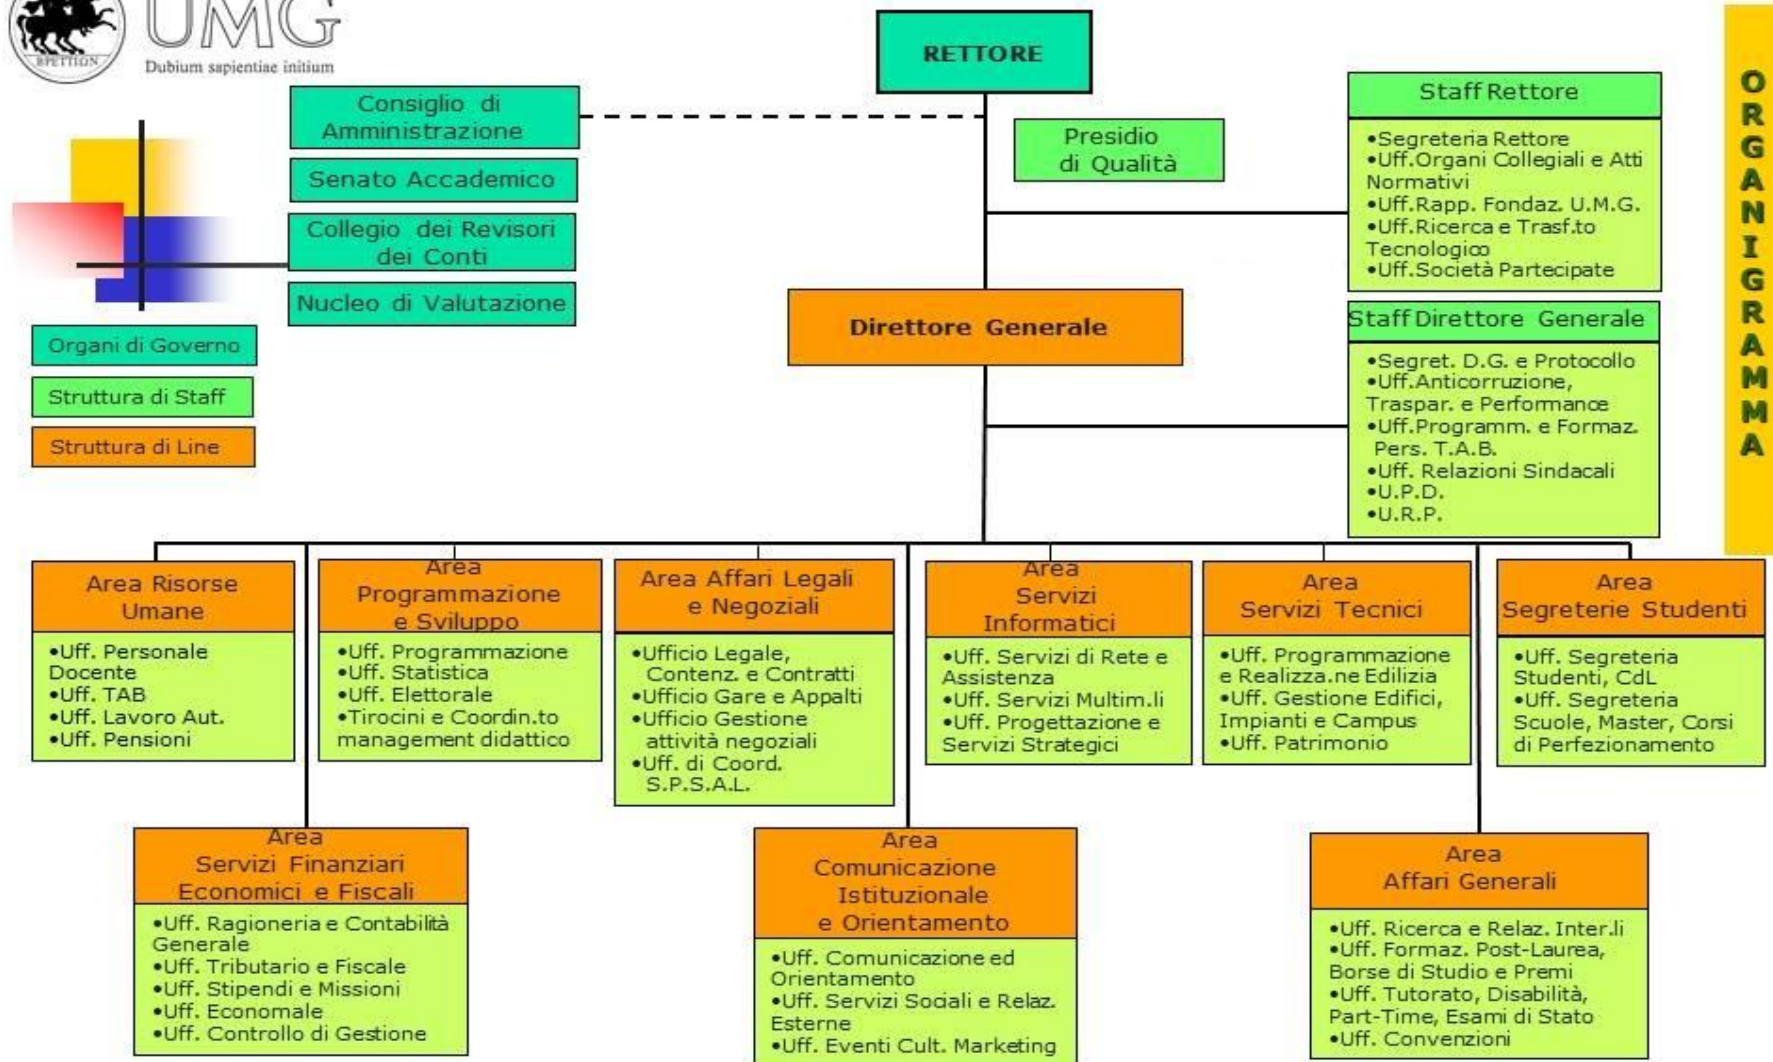 ΒΡΕΤΤΙΩΝ
UMG
Dubium sapientiae initium
RETTORE
Consiglio di
Amministrazione
Senato Accademico
Collegio dei Revisori
dei Conti
Nucleo di Valutazione
Presidio
di Qualità
Staff Rettore
•Segreteria Rettore
•Uff.Organi Collegiali e Atti
Normativi
•Uff.Rapp. Fondaz. U.M.G.
•Uff.Ricerca e Trasf.to
Tecnologico
•Uff.Società Partecipate
ORGANIGRAMMA
Organi di Governo
Struttura di Staff
Struttura di Line
Direttore Generale
Staff Direttore Generale
•Segret. D.G. e Protocollo
•Uff.Anticorruzione,
Traspar. e Performance
•Uff.Programm. e Formaz.
Pers. T.A.B.
•Uff. Relazioni Sindacali
•U.P.D.
•U.R.P.
Area Risorse
Umane
•Uff. Personale
Docente
•Uff. TAB
•Uff. Lavoro Aut.
•Uff. Pensioni
Area
Programmazione
e Sviluppo
•Uff. Programmazione
•Uff. Statistica
•Uff. Elettorale
•Tirocini e Coordin.to
management didattico
Area Affari Legali
e Negoziali
•Ufficio Legale,
Contenz. e Contratti
•Ufficio Gare e Appalti
•Ufficio Gestione
attività negoziali
•Uff. di Coord.
S.P.S.A.L.
Area
Servizi
Informatici
•Uff. Servizi di Rete e
Assistenza
•Uff. Servizi Multim.li
•Uff. Progettazione e
Servizi Strategici
Area
Servizi Tecnici
•Uff. Programmazione
e Realizza.ne Edilizia
•Uff. Gestione Edifici,
Impianti e Campus
•Uff. Patrimonio
Area
Segreterie Studenti
•Uff. Segreteria
Studenti, CdL
•Uff. Segreteria
Scuole, Master, Corsi
di Perfezionamento
Area
Servizi Finanziari
Economici e Fiscali
•Uff. Ragioneria e Contabilità
Generale
•Uff. Tributario e Fiscale
•Uff. Stipendi e Missioni
•Uff. Economale
•Uff. Controllo di Gestione
Area
Comunicazione
Istituzionale
e Orientamento
•Uff. Comunicazione ed
Orientamento
•Uff. Servizi Sociali e Relaz.
Esterne
•Uff. Eventi Cult. Marketing
Area
Affari Generali
•Uff. Ricerca e Relaz. Inter.li
•Uff. Formaz. Post-Laurea,
Borse di Studio e Premi
•Uff. Tutorato, Disabilità,
Part-Time, Esami di Stato
•Uff. Convenzioni